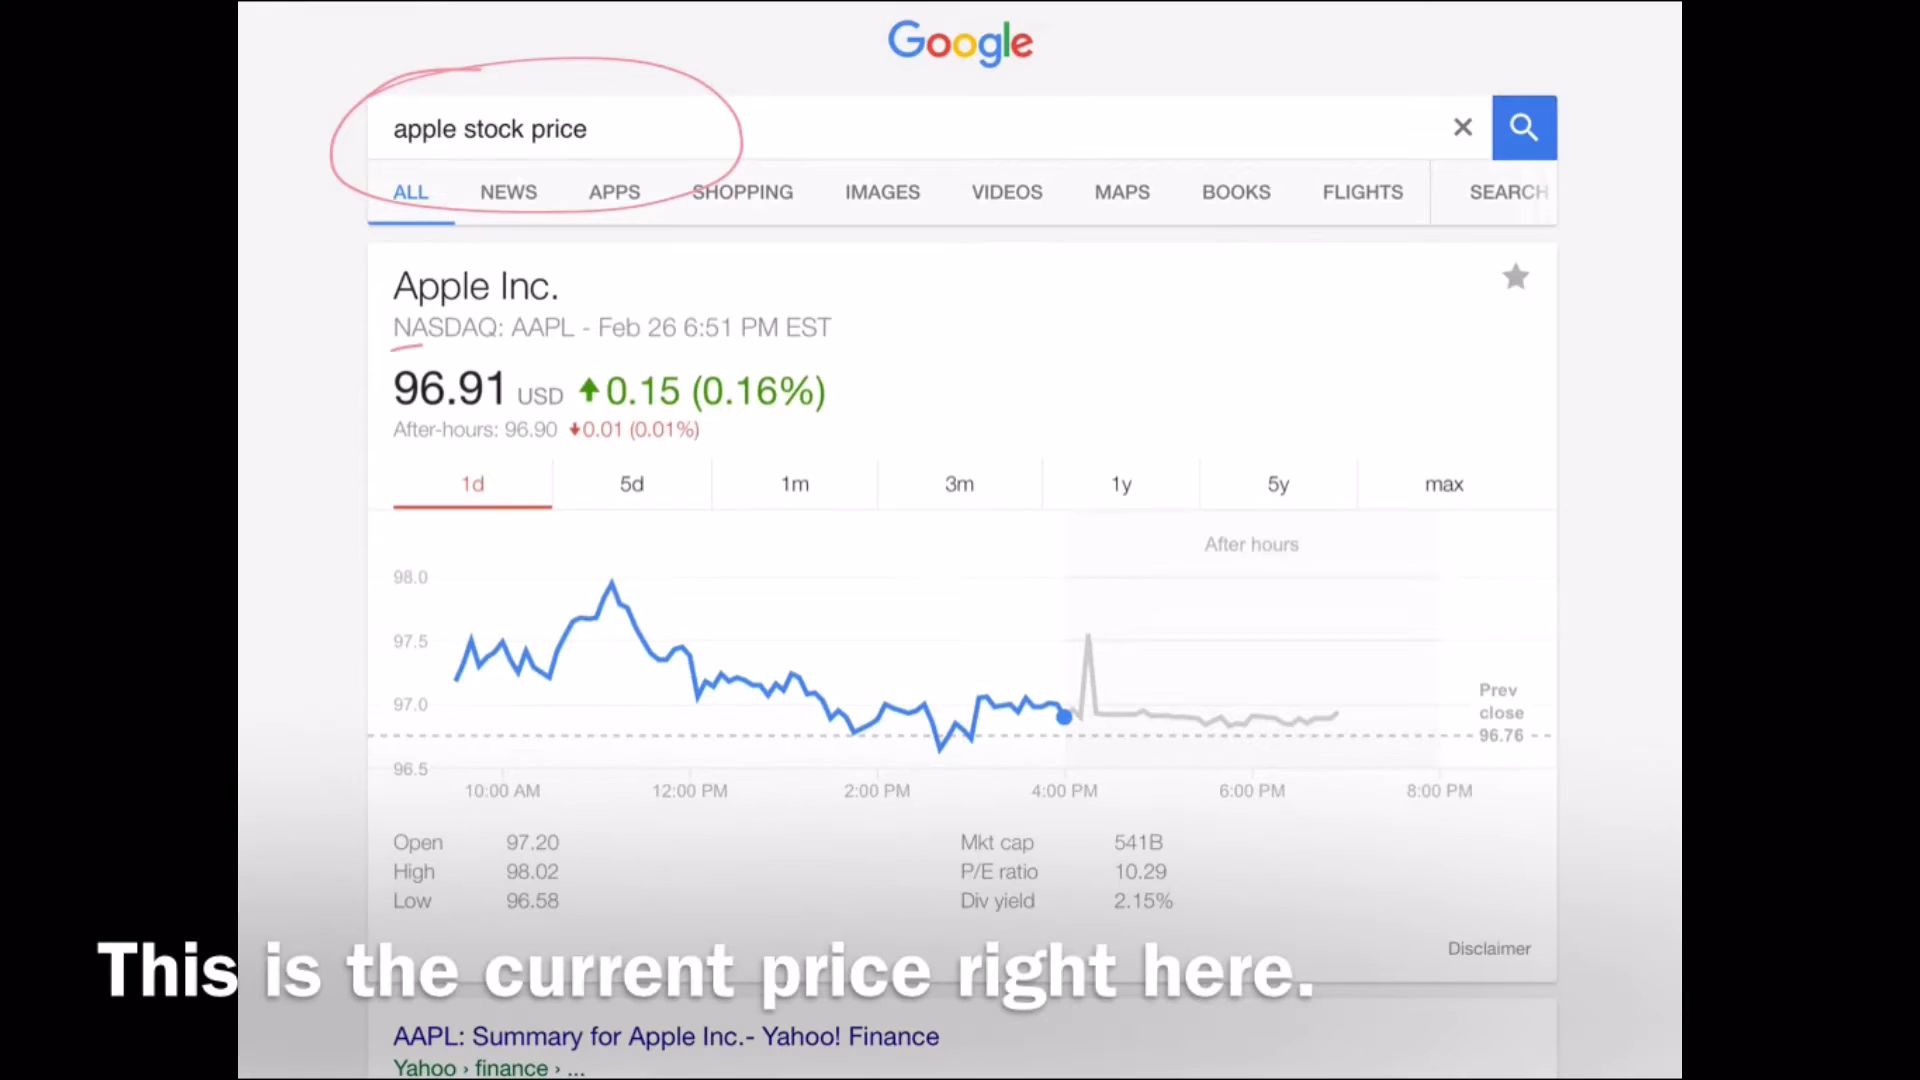 Google
apple stock price
ALL NEWS APPS SHOPPING IMAGES VIDEOS MAPS BOOKS FLIGHTS SEARCH
Apple Inc.
NASDAQ: AAPL - Feb 26 6:51 PM EST
96.91 USD 0.15 (0.16%)
After-hours: 96.90 0.01 (0.01%)
1d 5d 1m 3m 1y 5y max
After hours
98.0
97.5
97.0
96.5
Prev
close
96.76
10:00 AM 12:00 PM 2:00 PM 4:00 PM 6:00 PM 8:00 PM
Open 97.20 Mkt cap 541B
High 98.02 P/E ratio 10.29
Low 96.58 Div yield 2.15%
Disclaimer
This is the current price right here.
AAPL: Summary for Apple Inc.- Yahoo! Finance
Yahoo › finance › ...